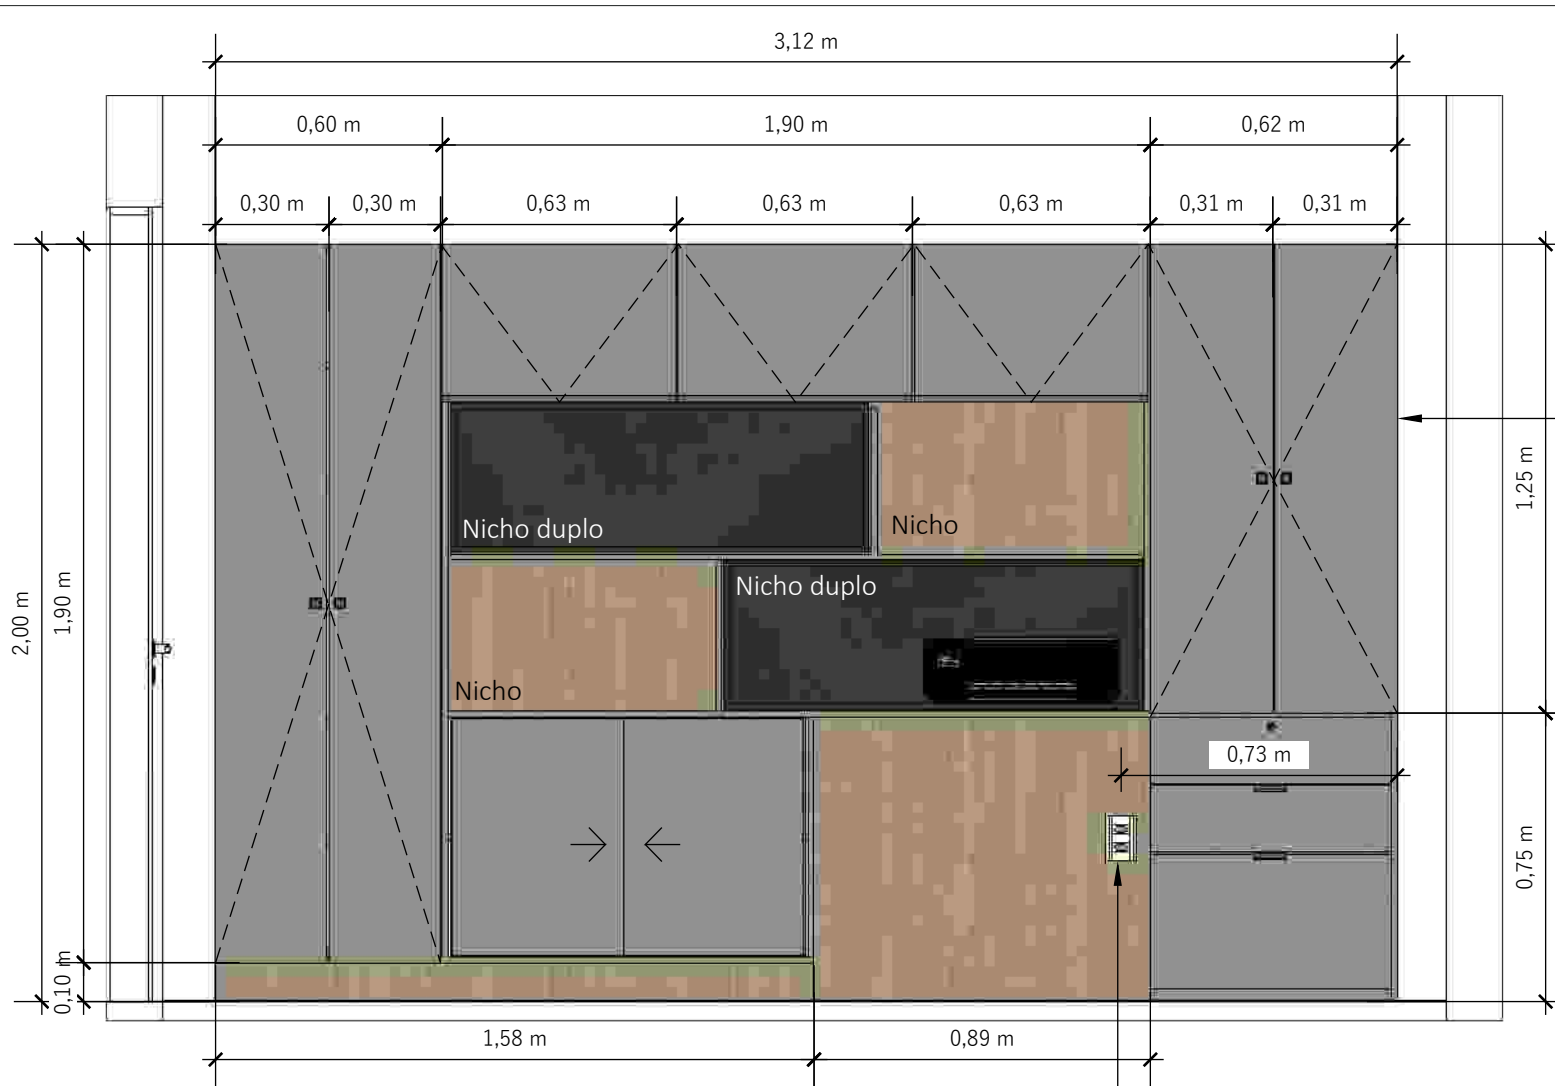 3,12 m
0,60 m
1,90 m
0,62 m
0,30 m
0,30 m
0,63 m
0,63 m
0,63 m
0,31 m
0,31 m
2,00 m
1,90 m
0,10 m
Nicho duplo
Nicho
Nicho duplo
Nicho
1,25 m
0,73 m
0,75 m
1,58 m
0,89 m